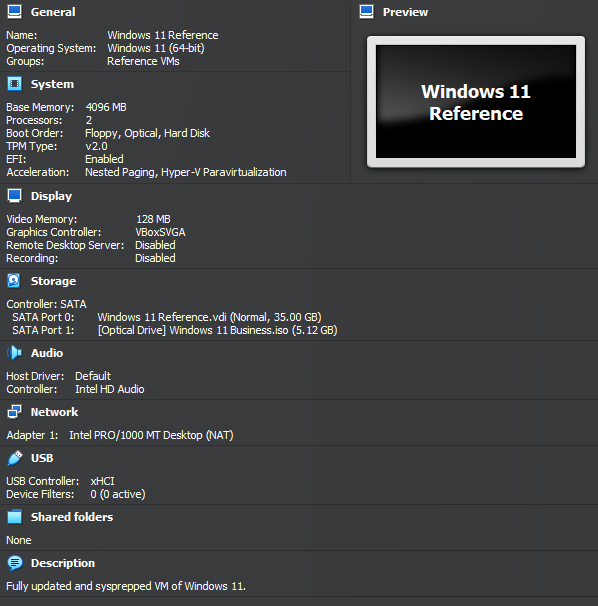 General
Name: Windows 11 Reference
Operating System: Windows 11 (64-bit)
Groups: Reference VMs
Preview
Windows 11
Reference
System
Base Memory: 4096 MB
Processors: 2
Boot Order: Floppy, Optical, Hard Disk
TPM Type: v2.0
EFI: Enabled
Acceleration: Nested Paging, Hyper-V Paravirtualization
Display
Video Memory: 128 MB
Graphics Controller: VBoxSVGA
Remote Desktop Server: Disabled
Recording: Disabled
Storage
Controller: SATA
SATA Port 0: Windows 11 Reference.vdi (Normal, 35.00 GB)
SATA Port 1: [Optical Drive] Windows 11 Business.iso (5.12 GB)
Audio
Host Driver: Default
Controller: Intel HD Audio
Network
Adapter 1: Intel PRO/1000 MT Desktop (NAT)
USB
USB Controller: xHCI
Device Filters: 0 (0 active)
Shared folders
None
Description
Fully updated and sysprepped VM of Windows 11.